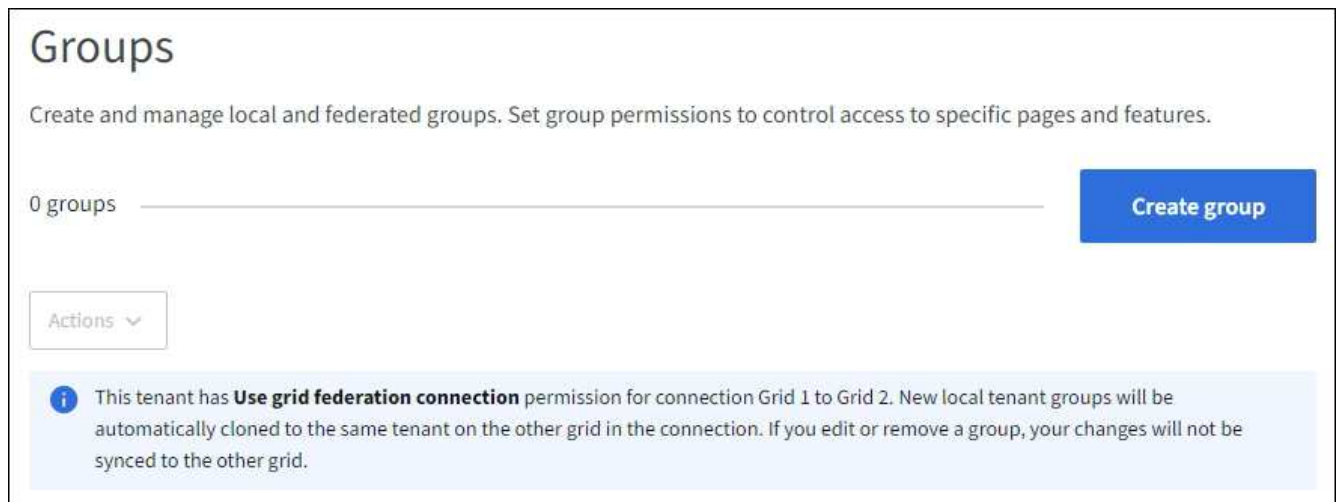 Groups
Create and manage local and federated groups. Set group permissions to control access to specific pages and features.
0 groups
Create group
Actions
This tenant has Use grid federation connection permission for connection Grid 1 to Grid 2. New local tenant groups will be
automatically cloned to the same tenant on the other grid in the connection. If you edit or remove a group, your changes will not be
synced to the other grid.